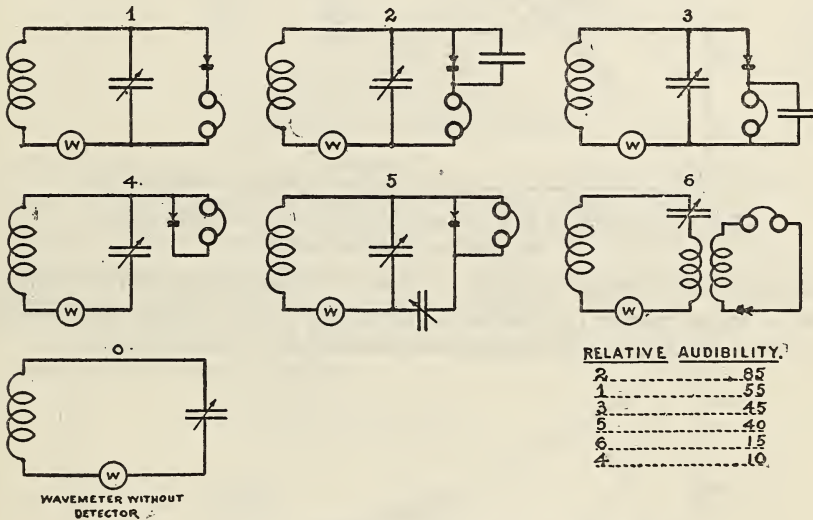 1
2
3
W
W
W
4.
5
6
W
W
W
0.
W
WAVEMETER WITHOUT
DETECTOR
RELATIVE AUDIBILITY.
2 85
1 55
3 45
5 40
6 15
4 10